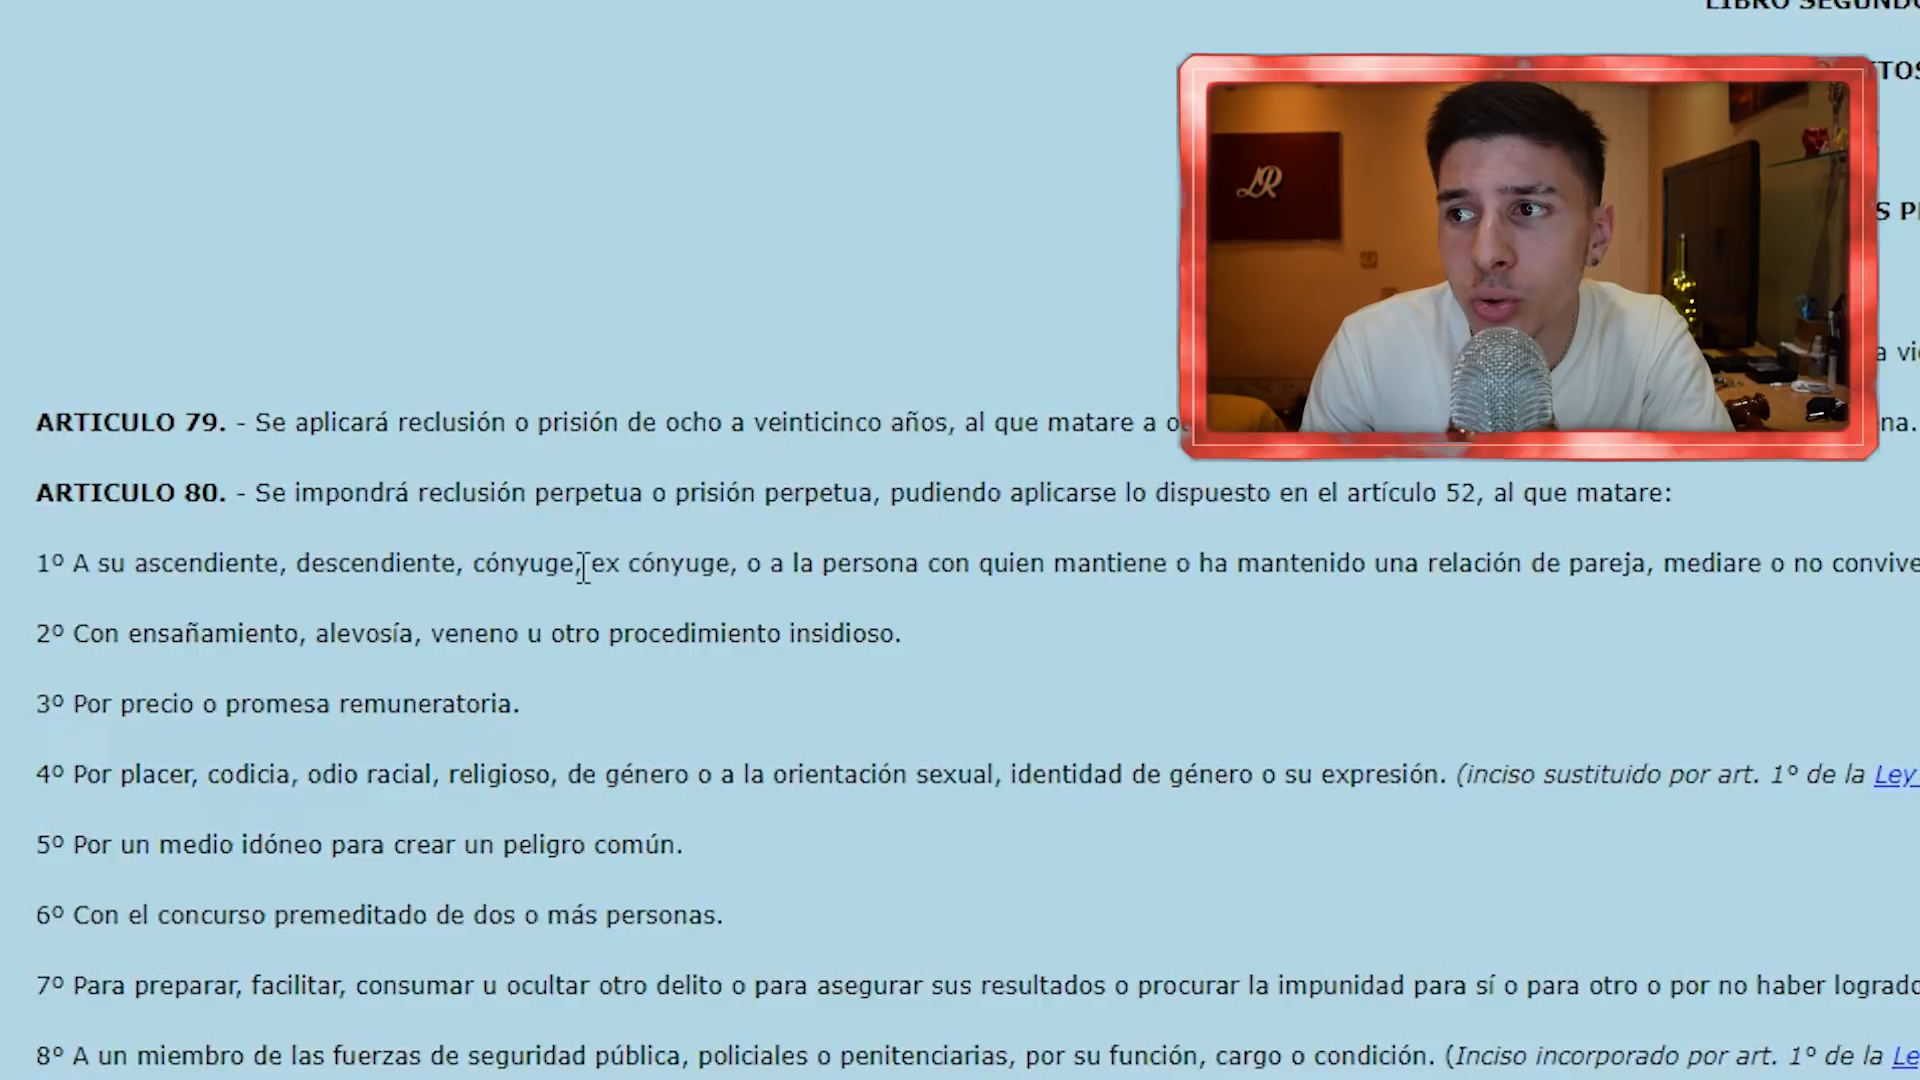 LIBRO SEGUNDO
TOS
S P
a vi
ARTICULO 79. - Se aplicará reclusión o prisión de ocho a veinticinco años, al que matare a ot
na.
ARTICULO 80. - Se impondrá reclusión perpetua o prisión perpetua, pudiendo aplicarse lo dispuesto en el artículo 52, al que matare:
1º A su ascendiente, descendiente, cónyuge, ex cónyuge, o a la persona con quien mantiene o ha mantenido una relación de pareja, mediare o no convive
2º Con ensañamiento, alevosía, veneno u otro procedimiento insidioso.
3º Por precio o promesa remuneratoria.
4º Por placer, codicia, odio racial, religioso, de género o a la orientación sexual, identidad de género o su expresión. (inciso sustituido por art. 1° de la Ley
5º Por un medio idóneo para crear un peligro común.
6º Con el concurso premeditado de dos o más personas.
7º Para preparar, facilitar, consumar u ocultar otro delito o para asegurar sus resultados o procurar la impunidad para sí o para otro o por no haber logrado
8° A un miembro de las fuerzas de seguridad pública, policiales o penitenciarias, por su función, cargo o condición. (Inciso incorporado por art. 1° de la Le
LR